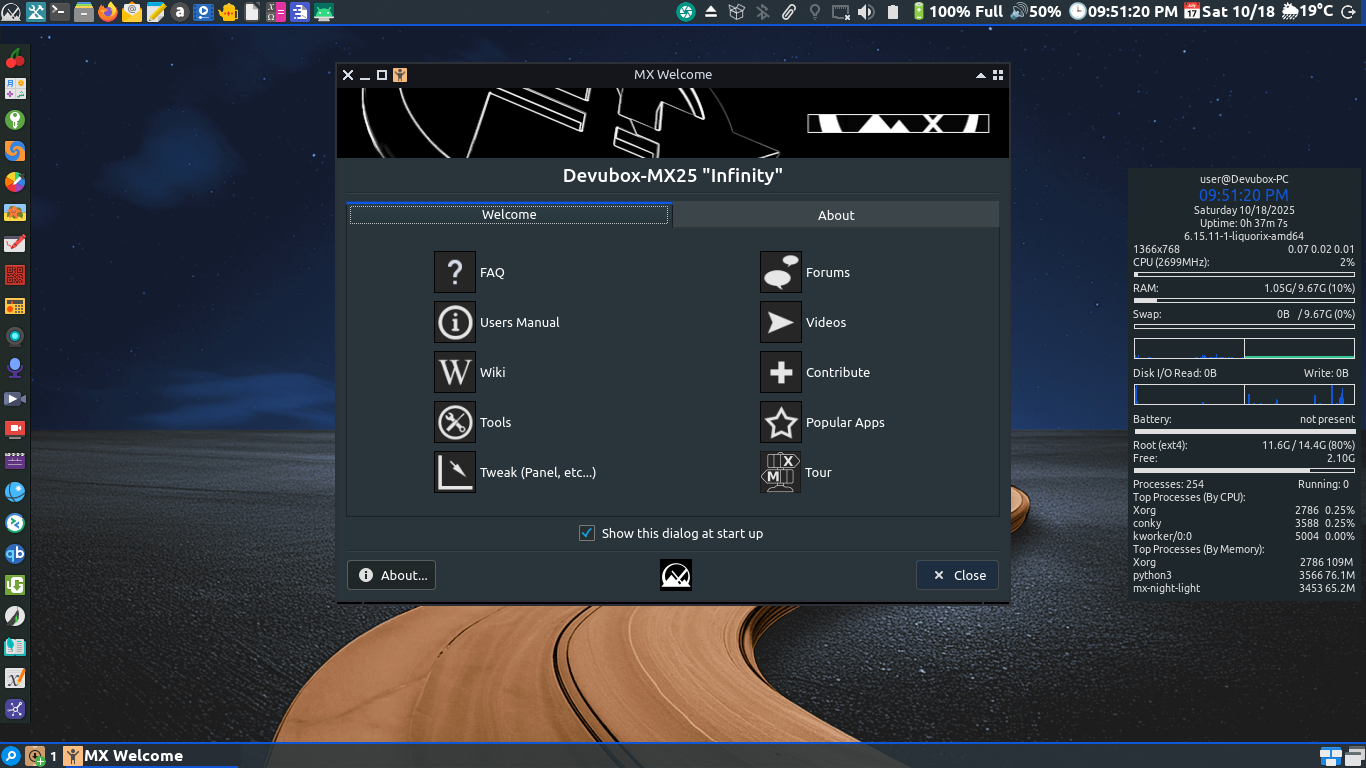 100% Full 50% 09:51:20 PM Sat 10/18 19°C
MX Welcome
MX
Devubox-MX25 "Infinity"
Welcome About
FAQ
Users Manual
Wiki
Tools
Tweak (Panel, etc...)
Forums
Videos
Contribute
Popular Apps
Tour
Show this dialog at start up
About...
Close
user@Devubox-PC
09:51:20 PM
Saturday 10/18/2025
Uptime: 0h 37m 7s
6.15.11-1-liquorix-amd64
1366x768 0.07 0.02 0.01
CPU (2699MHz): 2%
RAM: 1.05G/ 9.67G (10%)
Swap: 0B / 9.67G (0%)
Disk I/O Read: 0B Write: 0B
Battery: not present
Root (ext4): 11.6G/ 14.4G (80%)
Free: 2.10G
Processes: 254 Running: 0
Top Processes (By CPU):
Xorg 2786 0.25%
conky 3588 0.25%
kworker/0:0 5004 0.00%
Top Processes (By Memory):
Xorg 2786 109M
python3 3566 76.1M
mx-night-light 3453 65.2M
1 MX Welcome